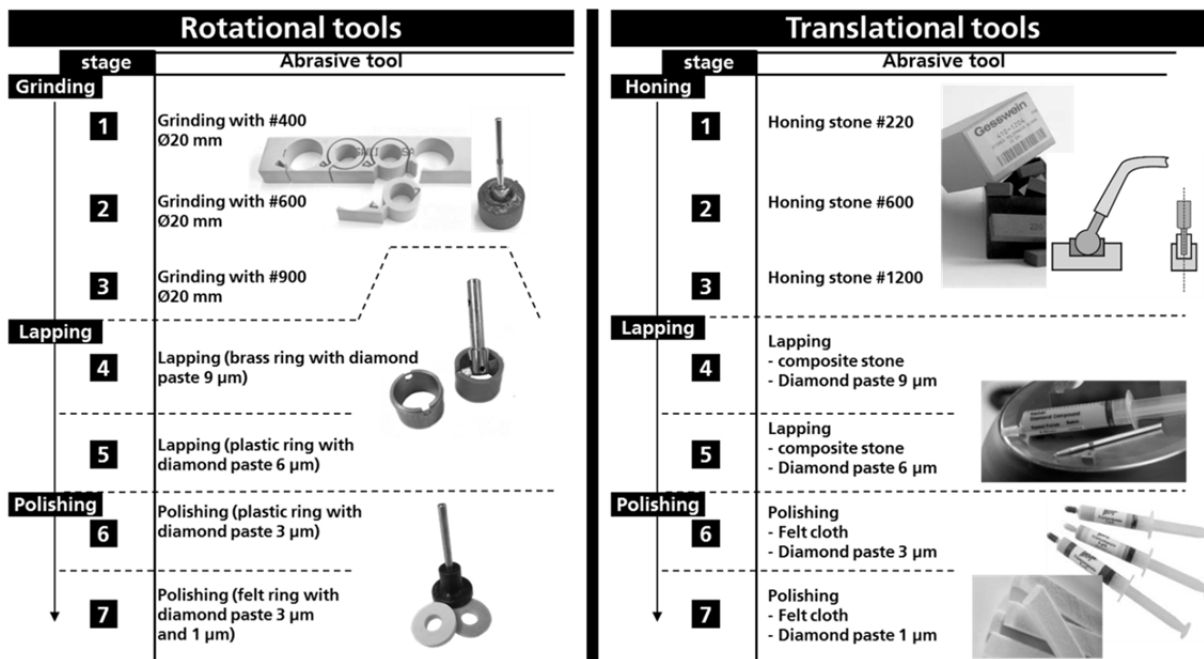 Rotational tools
stage
Abrasive tool
Grinding
1
Grinding with #400
Ø20 mm
2
Grinding with #600
Ø20 mm
3
Grinding with #900
Ø20 mm
Lapping
4
Lapping (brass ring with diamond
paste 9 µm)
5
Lapping (plastic ring with
diamond paste 6 µm)
Polishing
6
Polishing (plastic ring with
diamond paste 3 µm)
7
Polishing (felt ring with
diamond paste 3 µm
and 1 µm)
Translational tools
stage
Abrasive tool
Honing
1
Honing stone #220
Gesswein
2
Honing stone #600
220
3
Honing stone #1200
Lapping
4
Lapping
- composite stone
- Diamond paste 9 µm
5
Lapping
- composite stone
- Diamond paste 6 µm
Diamond Compound
Polishing
6
Polishing
- Felt cloth
- Diamond paste 3 µm
7
Polishing
- Felt cloth
- Diamond paste 1 µm